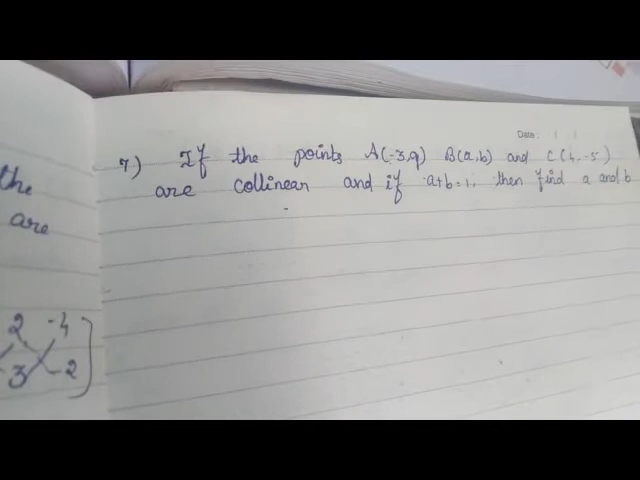 Date :
7) If the points A(-3,9) B(a,b) and C(4,-5)
are collinear and if a+b=1. then find a and b
the
are
2 -4
-3 -2